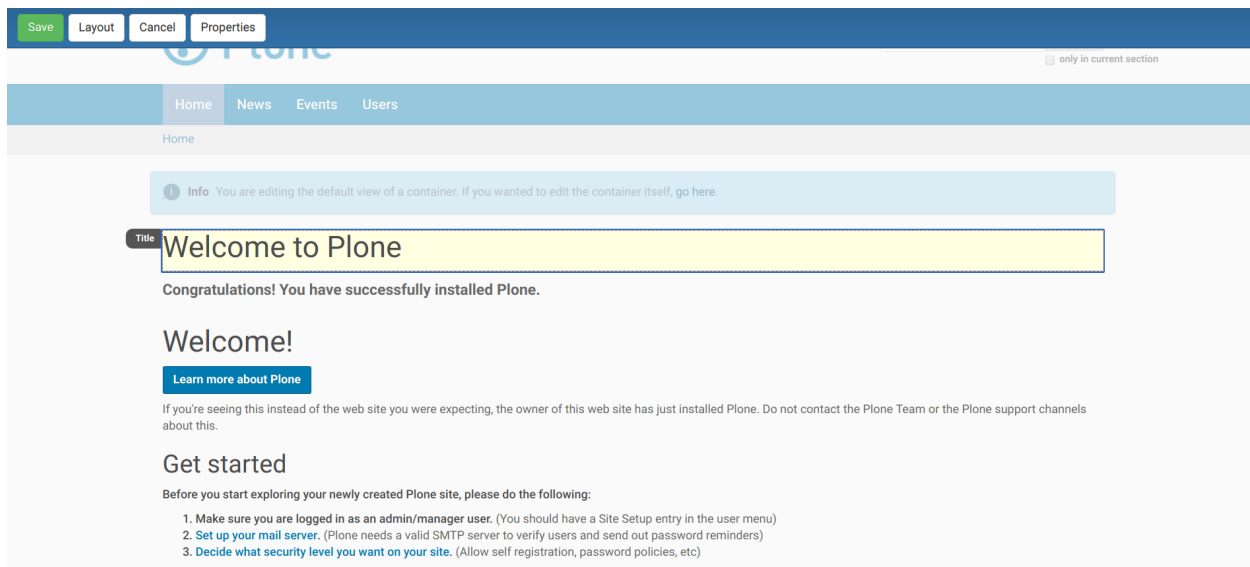 Save Layout Cancel Properties
Plone
only in current section
Home News Events Users
Home
Info You are editing the default view of a container. If you wanted to edit the container itself, go here.
Title
Welcome to Plone
Congratulations! You have successfully installed Plone.
Welcome!
Learn more about Plone
If you're seeing this instead of the web site you were expecting, the owner of this web site has just installed Plone. Do not contact the Plone Team or the Plone support channels
about this.
Get started
Before you start exploring your newly created Plone site, please do the following:
1. Make sure you are logged in as an admin/manager user. (You should have a Site Setup entry in the user menu)
2. Set up your mail server. (Plone needs a valid SMTP server to verify users and send out password reminders)
3. Decide what security level you want on your site. (Allow self registration, password policies, etc)